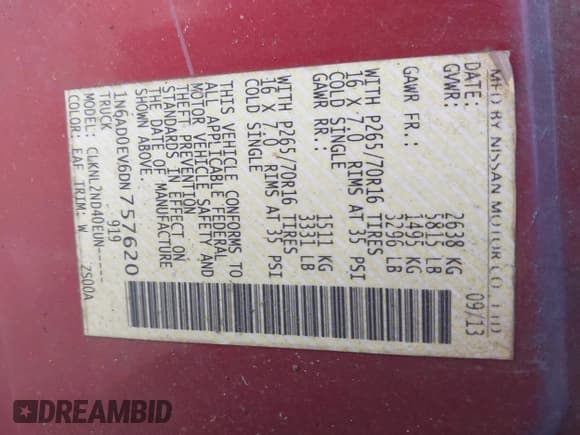 MFD BY NISSAN MOTOR CO., LTD
DATE: 09/13
GVWR: 2638 KG
5815 LB
GAWR FR.: 1495 KG
3296 LB
WITH P265/70R16 TIRES
16 X 7.0 RIMS AT 35 PSI
COLD SINGLE
GAWR RR.: 1511 KG
3331 LB
WITH P265/70R16 TIRES
16 X 7.0 RIMS AT 35 PSI
COLD SINGLE
THIS VEHICLE CONFORMS TO
ALL APPLICABLE FEDERAL
MOTOR VEHICLE SAFETY AND
THEFT PREVENTION
STANDARDS IN EFFECT ON
THE DATE OF MANUFACTURE
SHOWN ABOVE.
1N6AD0EV6DN757620
TRUCK 919
MODEL: CLKNL2ND40EUN-----
COLOR: EAF TRIM: W ZS00A
DREAMBID